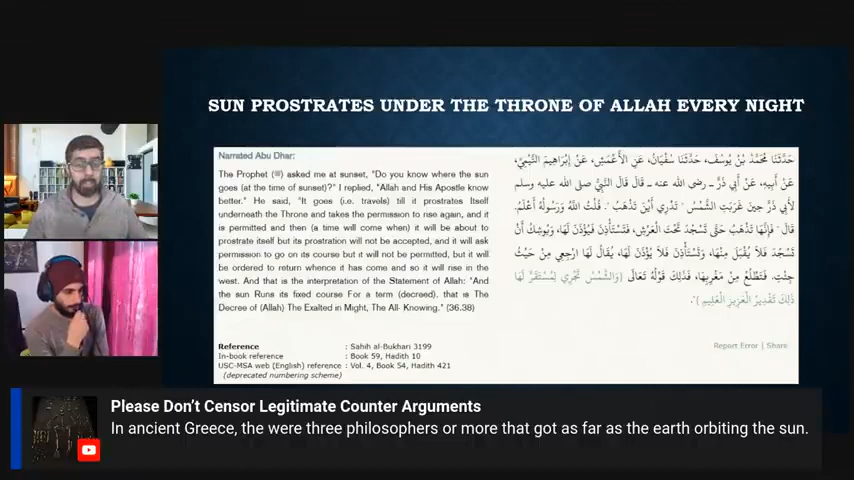 SUN PROSTRATES UNDER THE THRONE OF ALLAH EVERY NIGHT
Narrated Abu Dhar:
The Prophet (ﷺ) asked me at sunset, "Do you know where the sun
goes (at the time of sunset)?" I replied, "Allah and His Apostle know
better." He said, "It goes (i.e. travels) till it prostrates Itself
underneath the Throne and takes the permission to rise again, and it
is permitted and then (a time will come when) it will be about to
prostrate itself but its prostration will not be accepted, and it will ask
permission to go on its course but it will not be permitted, but it will
be ordered to return whence it has come and so it will rise in the
west. And that is the interpretation of the Statement of Allah: "And
the sun Runs its fixed course For a term (decreed). that is The
Decree of (Allah) The Exalted in Might, The All- Knowing." (36.38)
حَدَّثَنَا مُحَمَّدُ بْنُ يُوسُفَ، حَدَّثَنَا سُفْيَانُ، عَنِ الأَعْمَشِ، عَنْ إِبْرَاهِيمَ التَّيْمِيِّ،
عَنْ أَبِيهِ، عَنْ أَبِي ذَرٍّ ـ رضى الله عنه ـ قَالَ قَالَ النَّبِيُّ صلى الله عليه وسلم
لأَبِي ذَرٍّ حِينَ غَرَبَتِ الشَّمْسُ " تَدْرِي أَيْنَ تَذْهَبُ ". قُلْتُ اللَّهُ وَرَسُولُهُ أَعْلَمُ.
قَالَ " فَإِنَّهَا تَذْهَبُ حَتَّى تَسْجُدَ تَحْتَ الْعَرْشِ، فَتَسْتَأْذِنَ فَيُؤْذَنَ لَهَا، وَيُوشِكُ أَنْ
تَسْجُدَ فَلاَ يُقْبَلَ مِنْهَا، وَتَسْتَأْذِنَ فَلاَ يُؤْذَنَ لَهَا، يُقَالُ لَهَا ارْجِعِي مِنْ حَيْثُ
جِئْتِ. فَتَطْلُعُ مِنْ مَغْرِبِهَا، فَذَلِكَ قَوْلُهُ تَعَالَى {وَالشَّمْسُ تَجْرِي لِمُسْتَقَرٍّ لَهَا
ذَلِكَ تَقْدِيرُ الْعَزِيزِ الْعَلِيمِ}".
Reference : Sahih al-Bukhari 3199
In-book reference : Book 59, Hadith 10
USC-MSA web (English) reference : Vol. 4, Book 54, Hadith 421
(deprecated numbering scheme)
Report Error | Share
Please Don't Censor Legitimate Counter Arguments
In ancient Greece, the were three philosophers or more that got as far as the earth orbiting the sun.